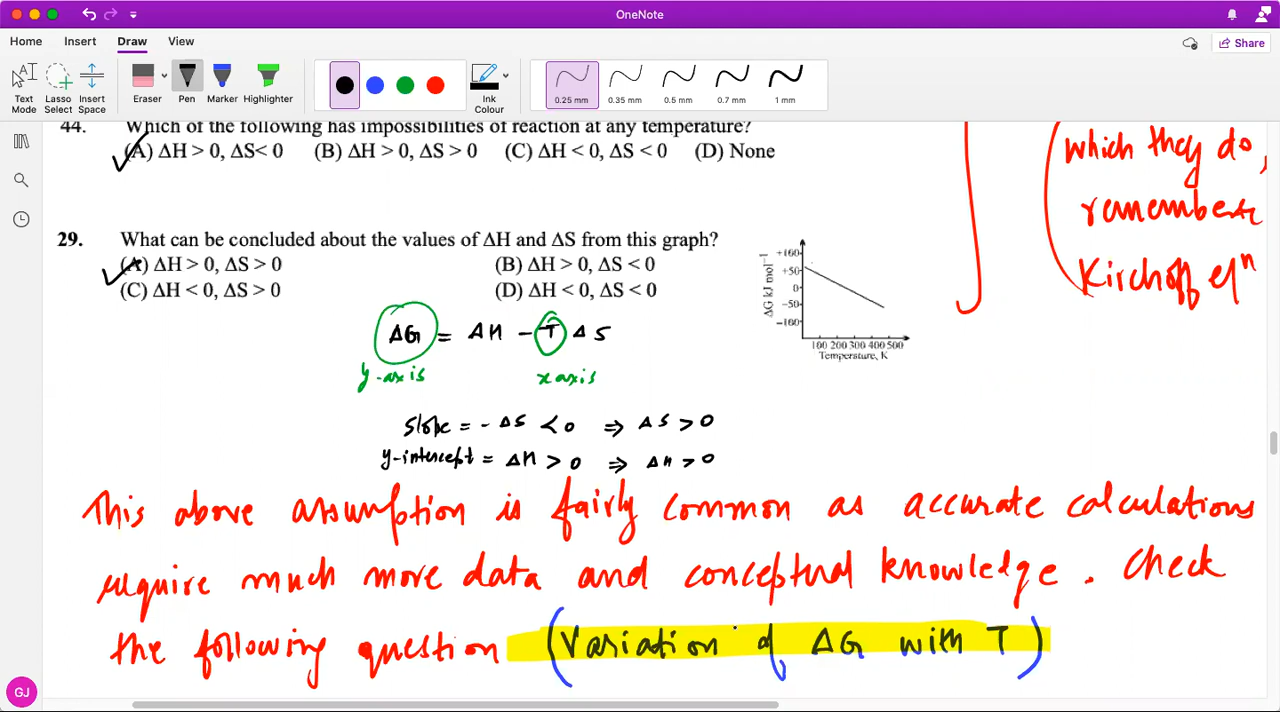 OneNote
Home Insert Draw View
Share
Text Mode
Lasso Select
Insert Space
Eraser
Pen
Marker
Highlighter
Ink Colour
0.25 mm
0.35 mm
0.5 mm
0.7 mm
1 mm
44. Which of the following has impossibilities of reaction at any temperature?
(A) ΔH > 0, ΔS< 0 (B) ΔH > 0, ΔS > 0 (C) ΔH < 0, ΔS < 0 (D) None
which they do,
remember
Kirchoff eqⁿ
29. What can be concluded about the values of ΔH and ΔS from this graph?
(A) ΔH > 0, ΔS > 0 (B) ΔH > 0, ΔS < 0
(C) ΔH < 0, ΔS > 0 (D) ΔH < 0, ΔS < 0
ΔG kJ mol⁻¹
+160
+50
0
−50
−160
100 200 300 400 500
Temperature, K
ΔG = ΔH − T ΔS
y-axis x axis
slope = - ΔS < 0 ⇒ ΔS > 0
y-intercept = ΔH > 0 ⇒ ΔH > 0
This above assumption is fairly common as accurate calculations
require much more data and conceptual knowledge. Check
the following question (Variation of ΔG with T)
GJ